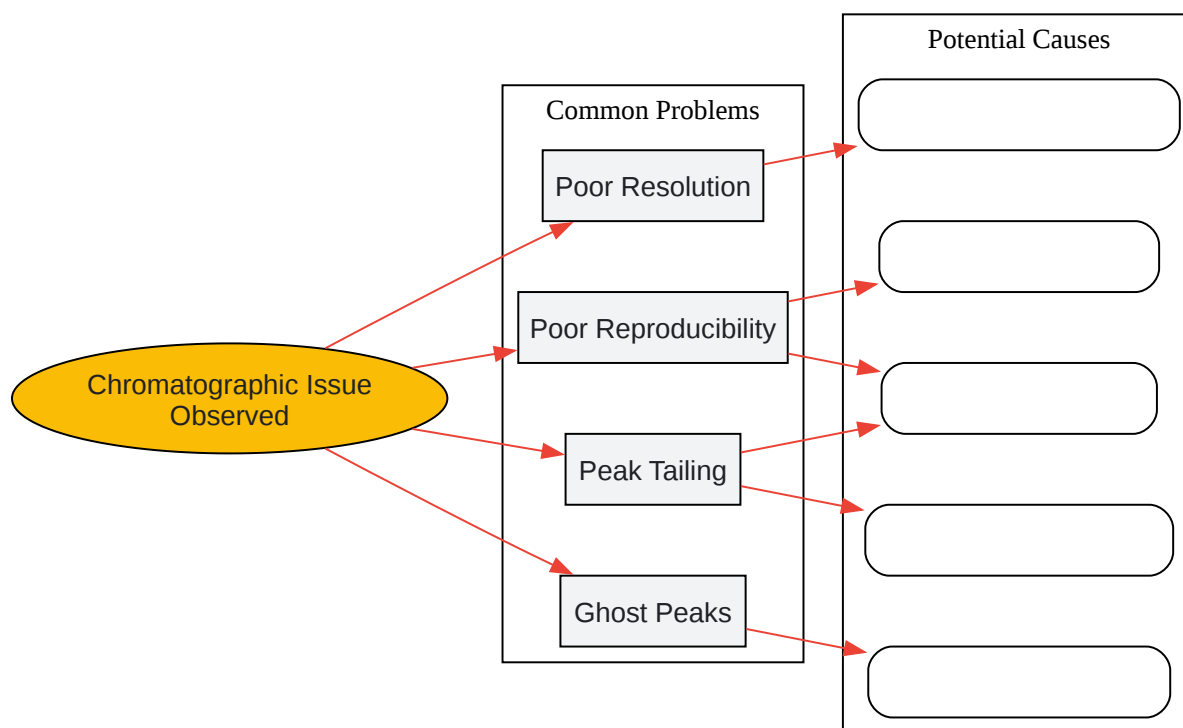 Potential Causes
Common Problems
Poor Resolution
Poor Reproducibility
Chromatographic Issue
Observed
Peak Tailing
Ghost Peaks